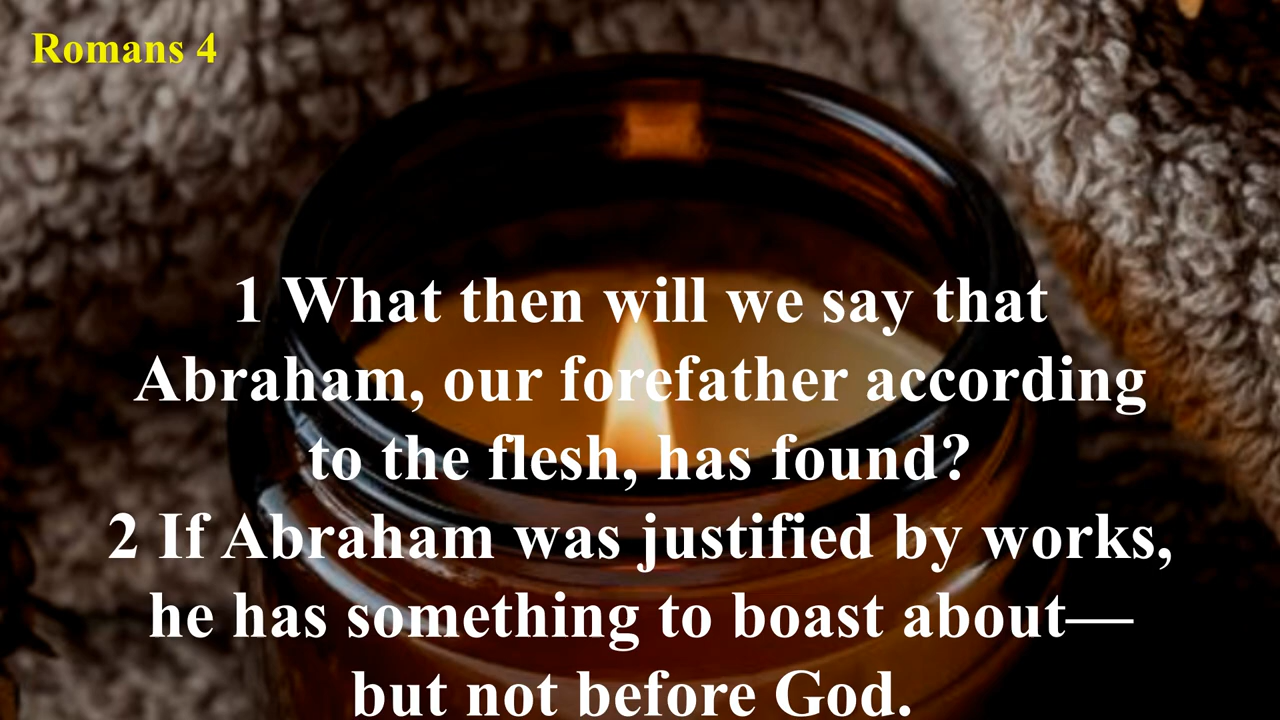 Romans 4
1 What then will we say that
Abraham, our forefather according
to the flesh, has found?
2 If Abraham was justified by works,
he has something to boast about—
but not before God.